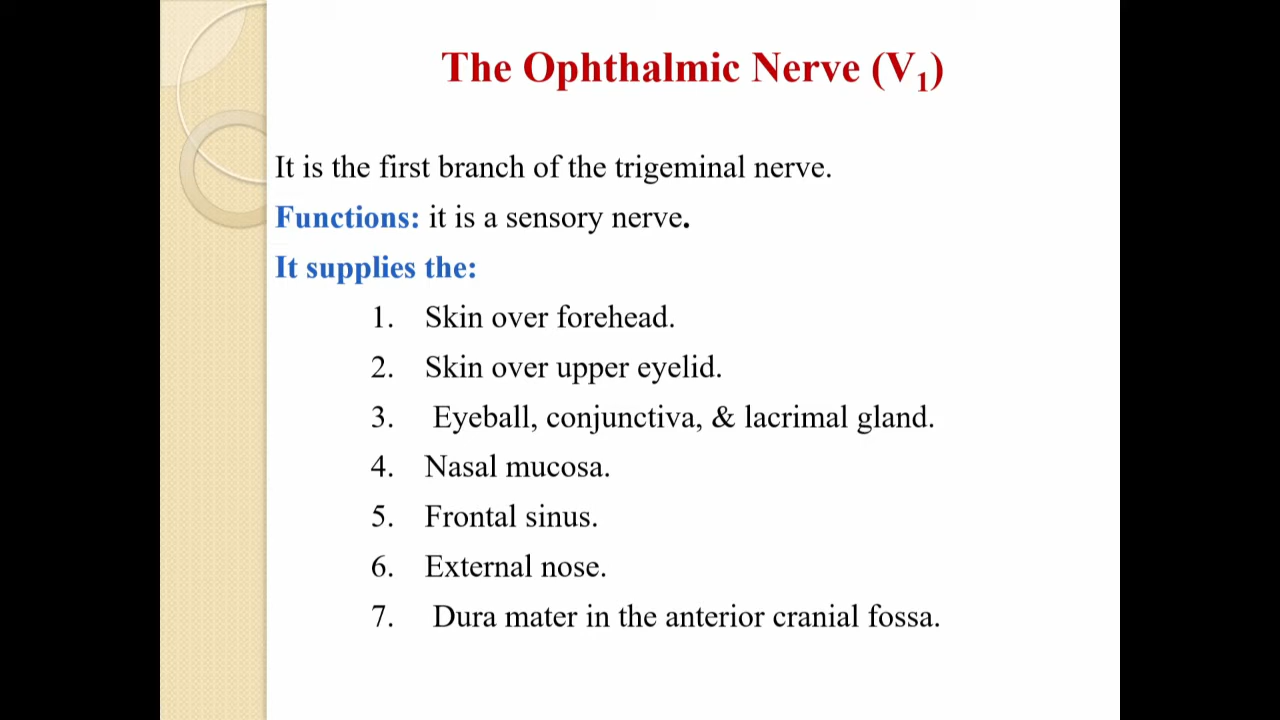 The Ophthalmic Nerve (V1)
It is the first branch of the trigeminal nerve.
Functions: it is a sensory nerve.
It supplies the:
1. Skin over forehead.
2. Skin over upper eyelid.
3. Eyeball, conjunctiva, & lacrimal gland.
4. Nasal mucosa.
5. Frontal sinus.
6. External nose.
7. Dura mater in the anterior cranial fossa.